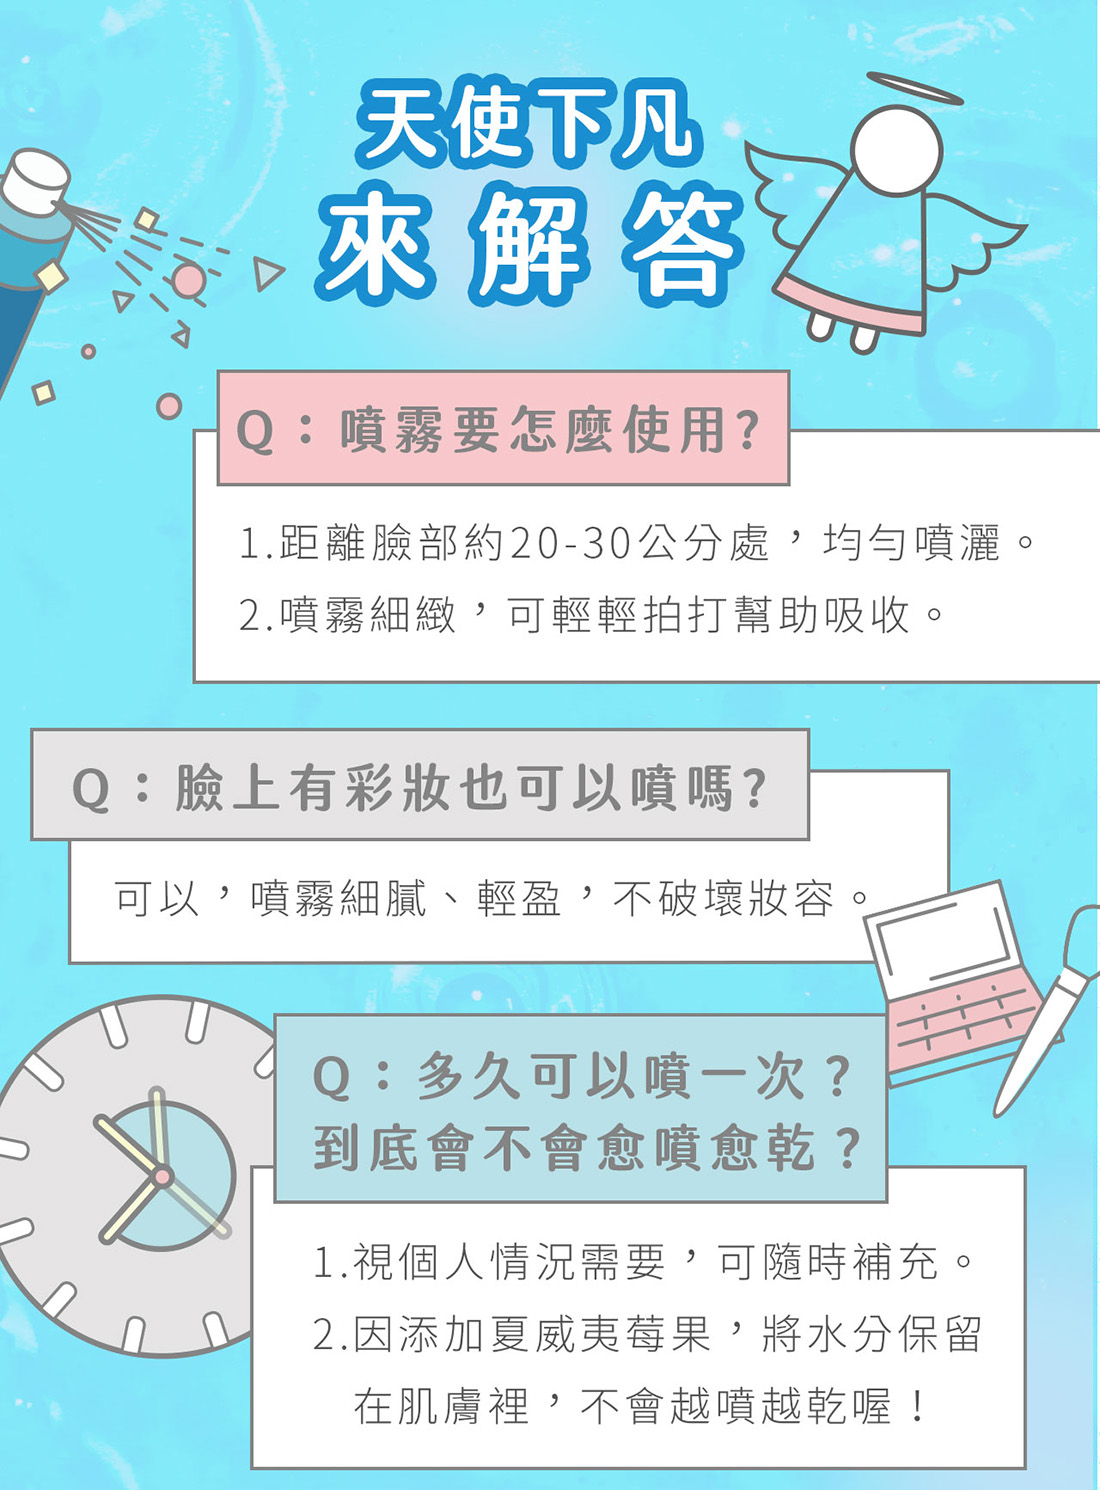 天使下凡
來解答
Q：噴霧要怎麼使用?
1.距離臉部約20-30公分處，均勻噴灑。
2.噴霧細緻，可輕輕拍打幫助吸收。
Q：臉上有彩妝也可以噴嗎?
可以，噴霧細膩、輕盈，不破壞妝容。
Q：多久可以噴一次？
到底會不會愈噴愈乾？
1.視個人情況需要，可隨時補充。
2.因添加夏威夷莓果，將水分保留
在肌膚裡，不會越噴越乾喔！